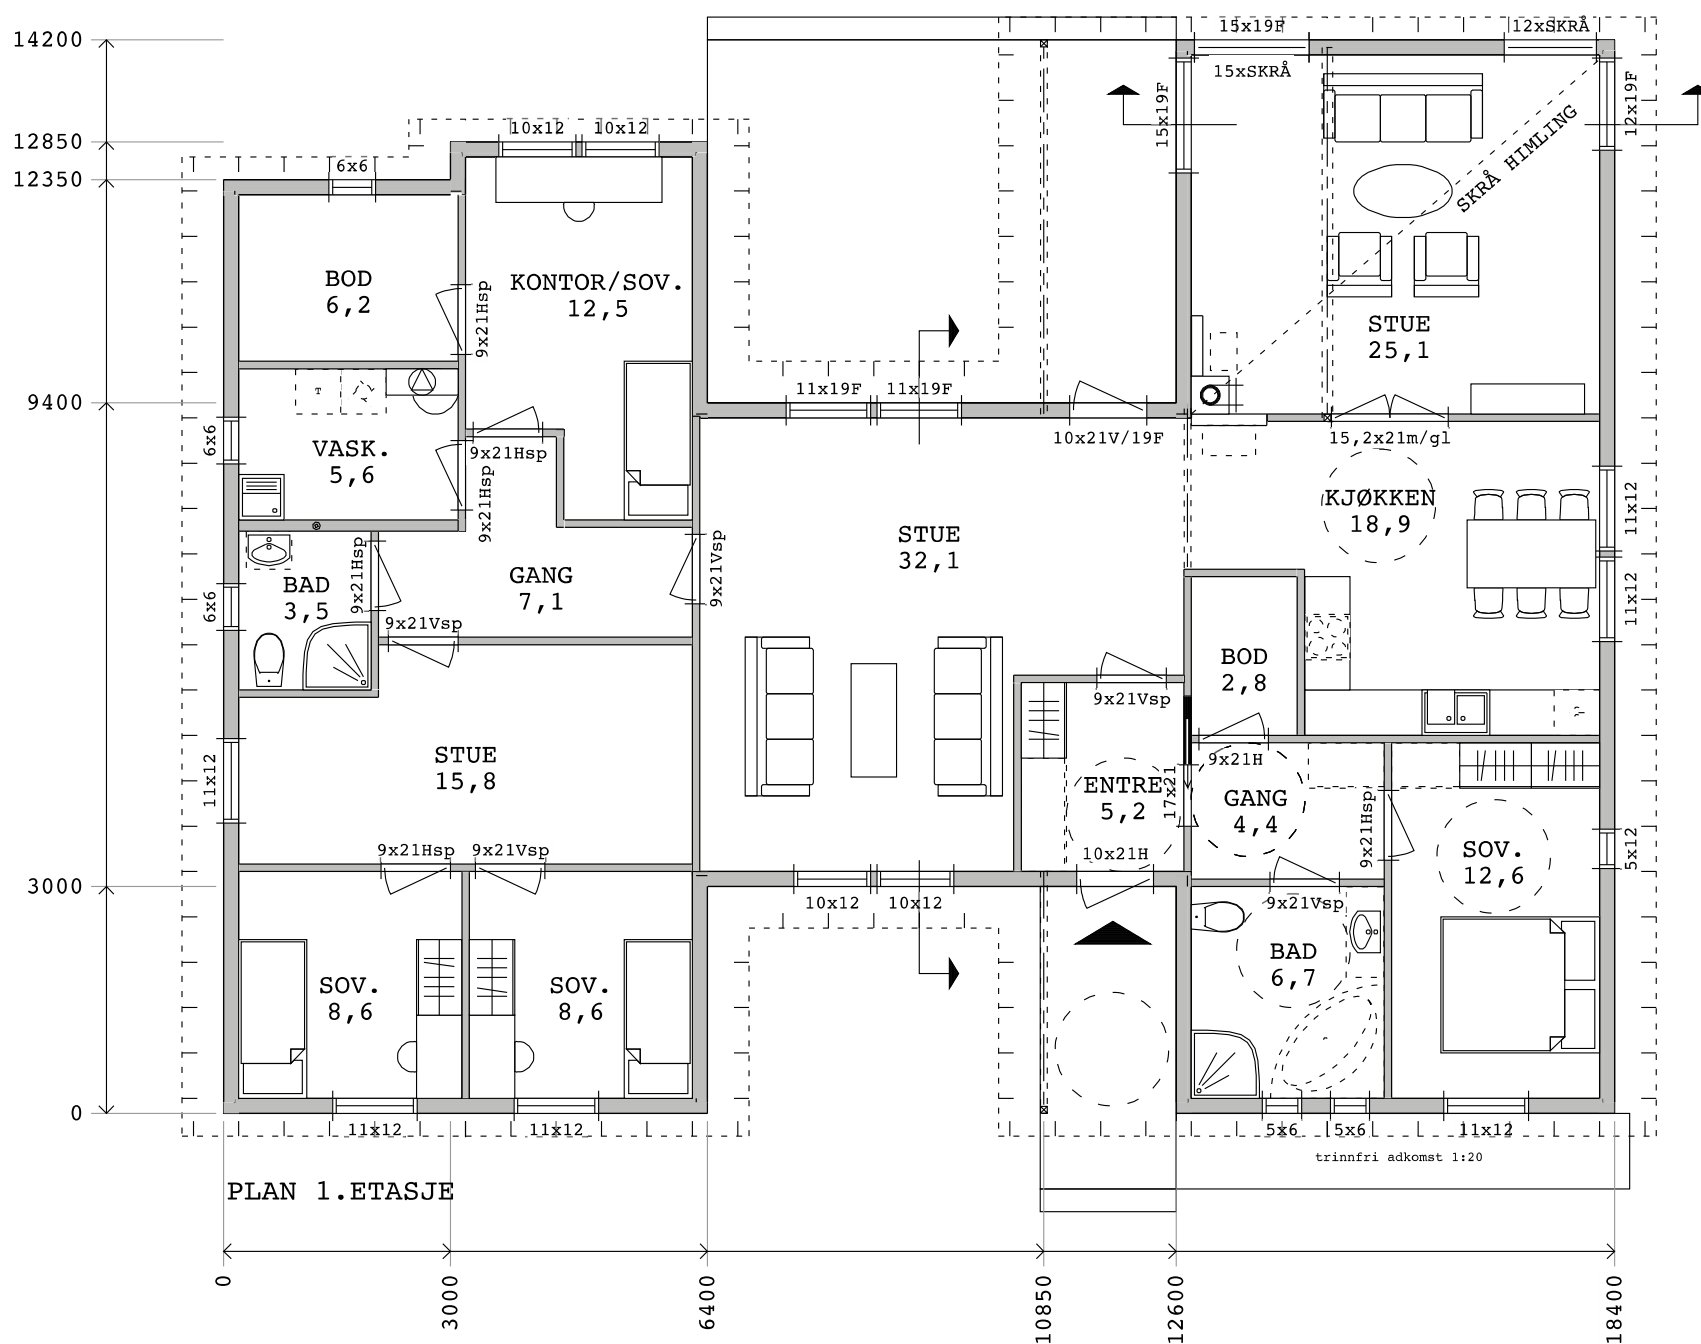 14200
15x19F
12xSKRÅ
15xSKRÅ
15x19F
12x19F
SKRÅ HIMLING
12850
10x12
10x12
12350
6x6
BOD
6,2
KONTOR/SOV.
12,5
9x21Hsp
STUE
25,1
9400
11x19F
11x19F
10x21V/19F
15,2x21m/gl
T
6x6
VASK.
5,6
9x21Hsp
9x21Hsp
KJØKKEN
18,9
11x12
STUE
32,1
9x21Hsp
GANG
7,1
9x21Vsp
BAD
3,5
6x6
11x12
9x21Vsp
BOD
2,8
9x21Vsp
STUE
15,8
11x12
9x21H
ENTRE
5,2
17x21
GANG
4,4
9x21Hsp
SOV.
12,6
5x12
9x21Hsp
9x21Vsp
10x21H
3000
10x12
10x12
9x21Vsp
SOV.
8,6
SOV.
8,6
BAD
6,7
0
11x12
11x12
5x6
5x6
11x12
trinnfri adkomst 1:20
PLAN 1.ETASJE
0
3000
6400
10850
12600
18400